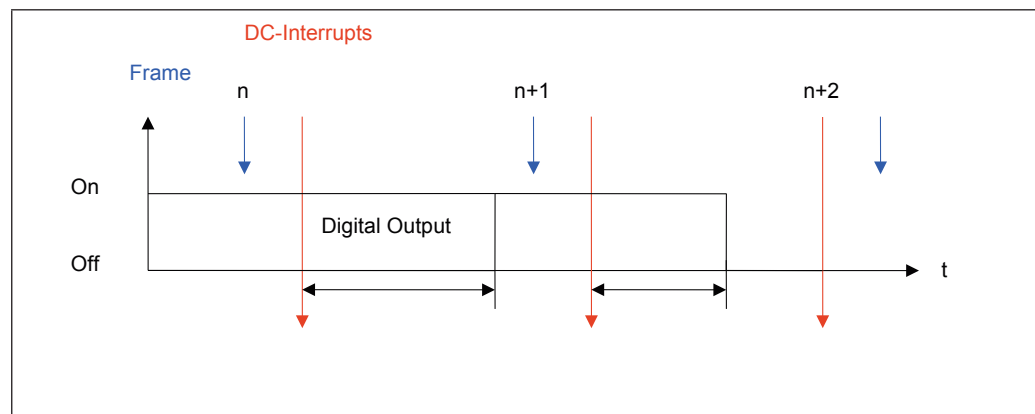 DC-Interrupts
Frame
n
n+1
n+2
On
Digital Output
Off
t